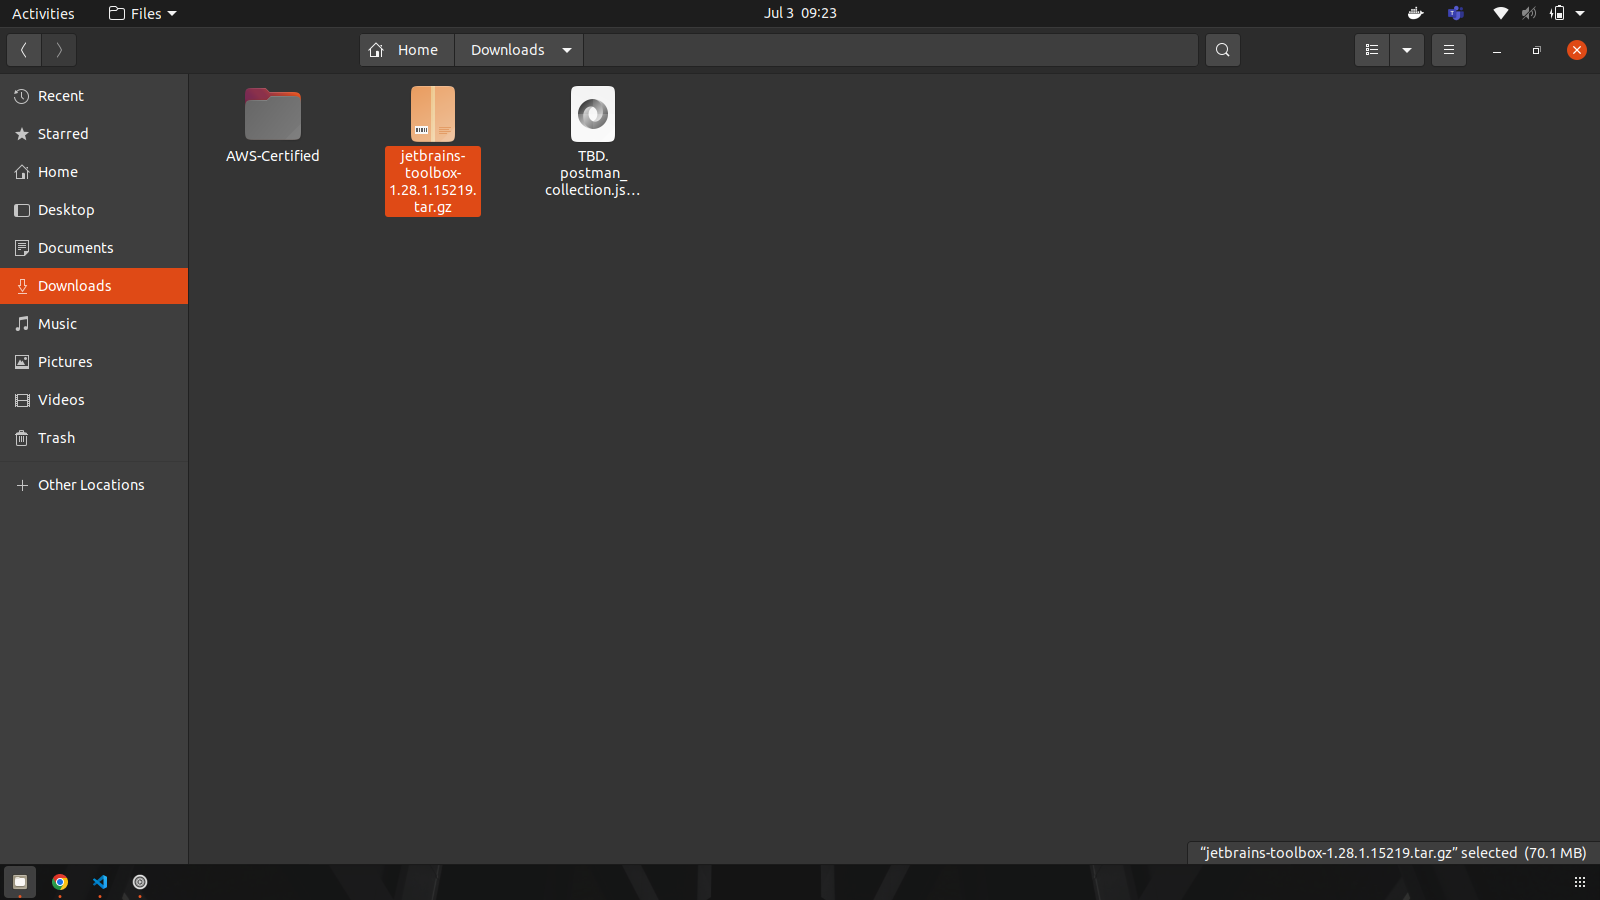 Activities
Files
Jul 3 09:23
Home
Downloads
Recent
Starred
Home
Desktop
Documents
Downloads
Music
Pictures
Videos
Trash
Other Locations
AWS-Certified
jetbrains-
toolbox-
1.28.1.15219.
tar.gz
TBD.
postman_
collection.js…
“jetbrains-toolbox-1.28.1.15219.tar.gz” selected (70.1 MB)